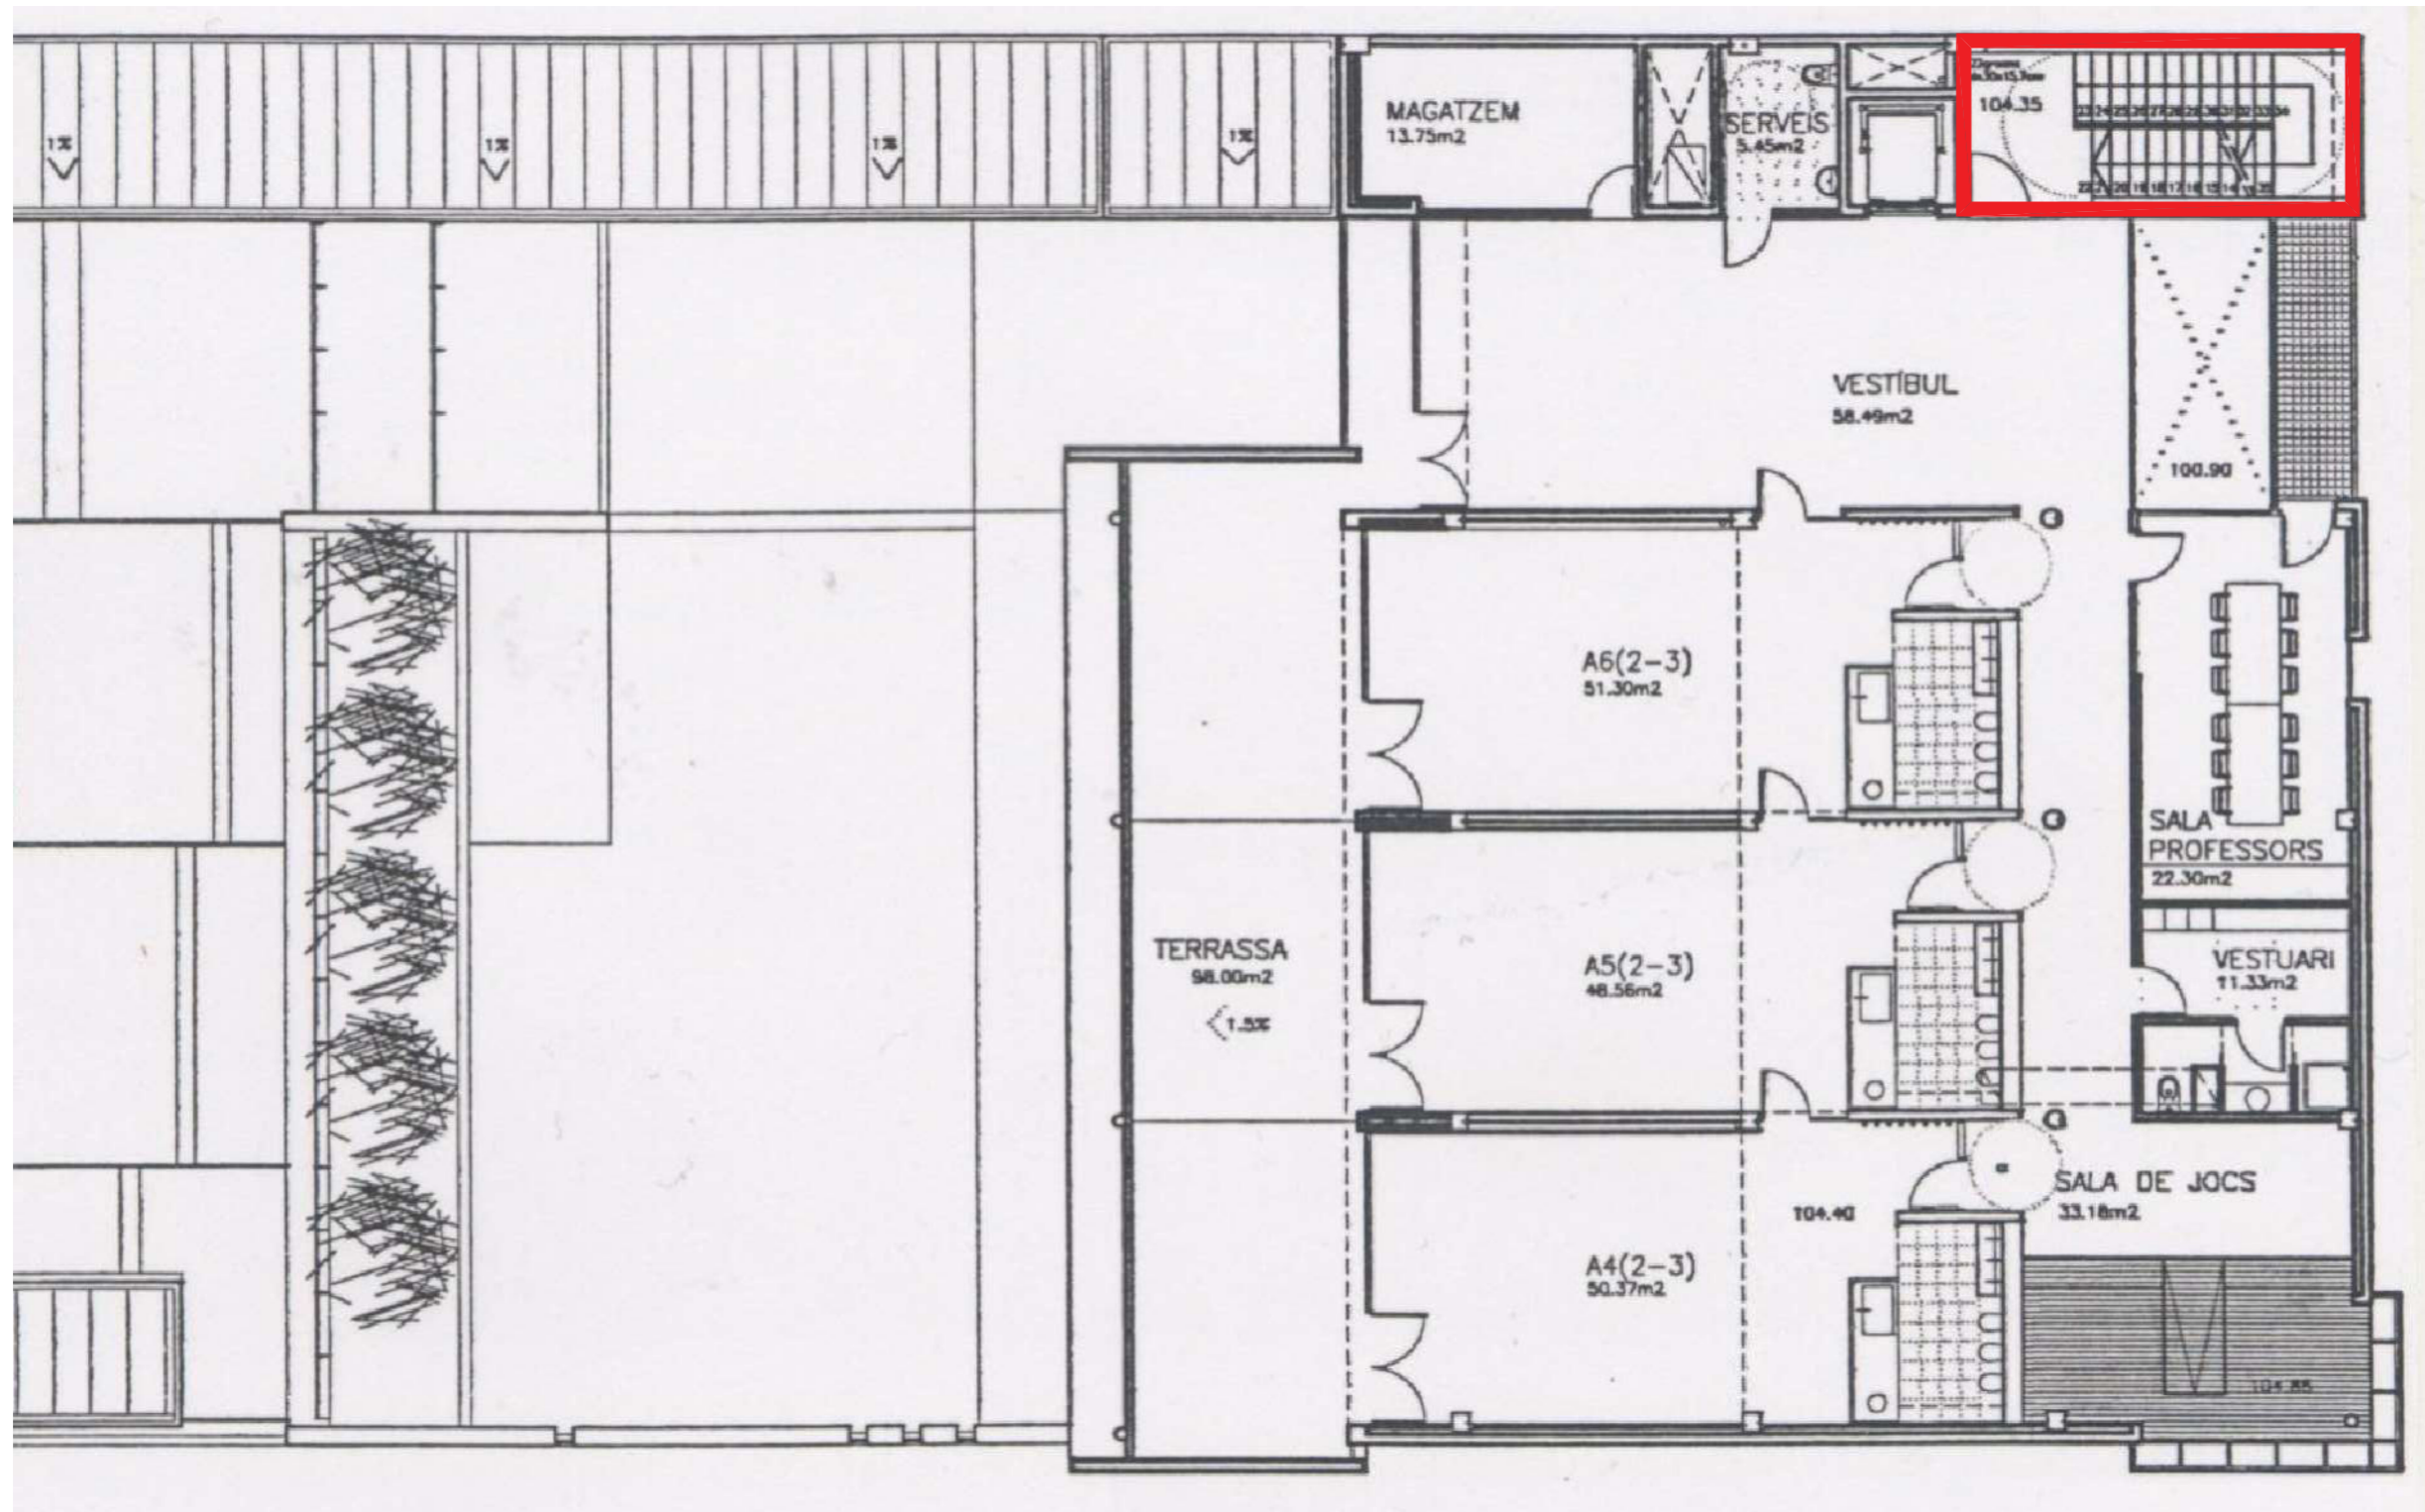 1%
1%
1%
1%
MAGATZEM
13.75m2
SERVEIS
5.45m2
104.35
VESTÍBUL
58.49m2
100.90
A6(2-3)
51.30m2
SALA
PROFESSORS
22.30m2
TERRASSA
98.00m2
1.5%
A5(2-3)
48.56m2
VESTUARI
11.33m2
SALA DE JOCS
33.18m2
104.40
A4(2-3)
50.37m2